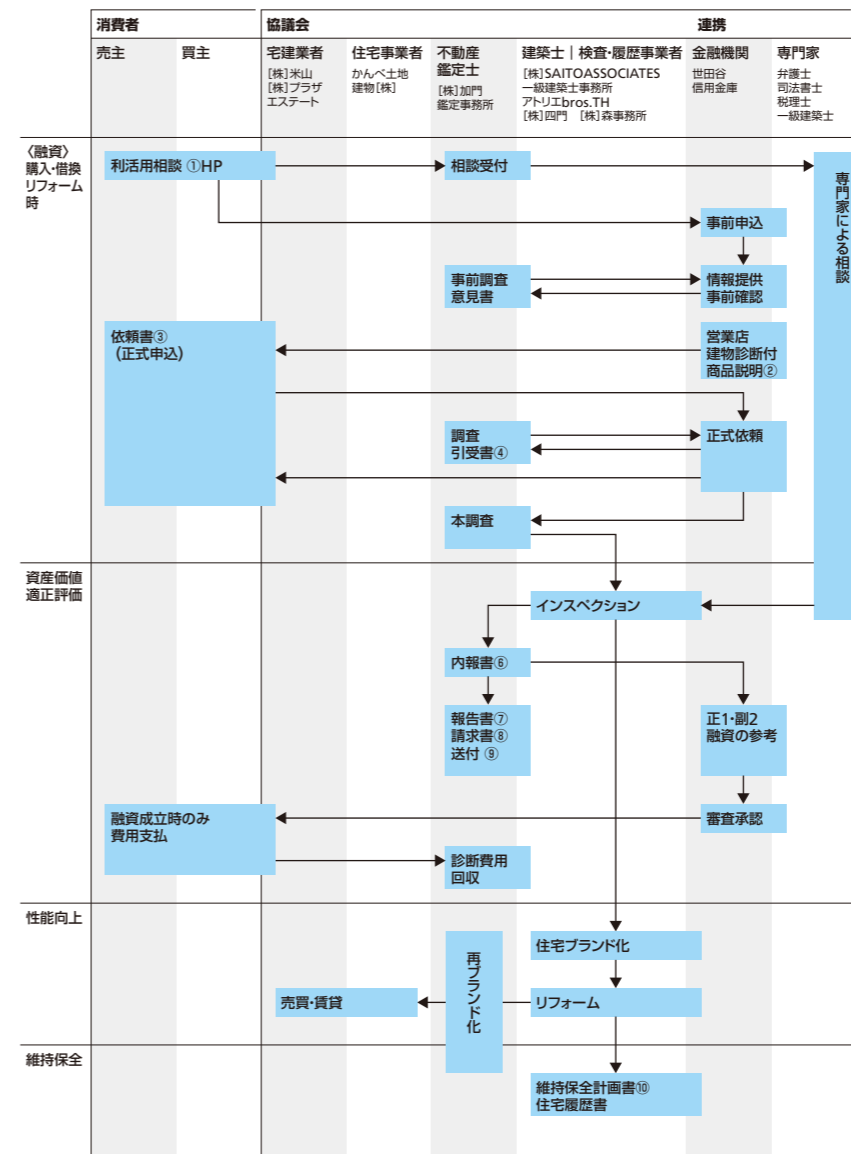 消費者
協議会
連携
売主
買主
宅建業者
[株]米山
[株]プラザ
エステート
住宅事業者
かんべ土地
建物[株]
不動産
鑑定士
[株]加門
鑑定事務所
建築士｜検査・履歴事業者
[株]SAITOASSOCIATES
一級建築士事務所
アトリエbros.TH
[株]四門　[株]森事務所
金融機関
世田谷
信用金庫
専門家
弁護士
司法書士
税理士
一級建築士
〈融資〉
購入・借換
リフォーム
時
利活用相談 ①HP
相談受付
専門家による相談
事前申込
事前調査
意見書
情報提供
事前確認
依頼書③
（正式申込）
営業店
建物診断付
商品説明②
調査
引受書④
正式依頼
本調査
資産価値
適正評価
インスペクション
内報書⑥
報告書⑦
請求書⑧
送付 ⑨
正1・副2
融資の参考
融資成立時のみ
費用支払
審査承認
診断費用
回収
性能向上
住宅ブランド化
再ブランド化
売買・賃貸
リフォーム
維持保全
維持保全計画書⑩
住宅履歴書